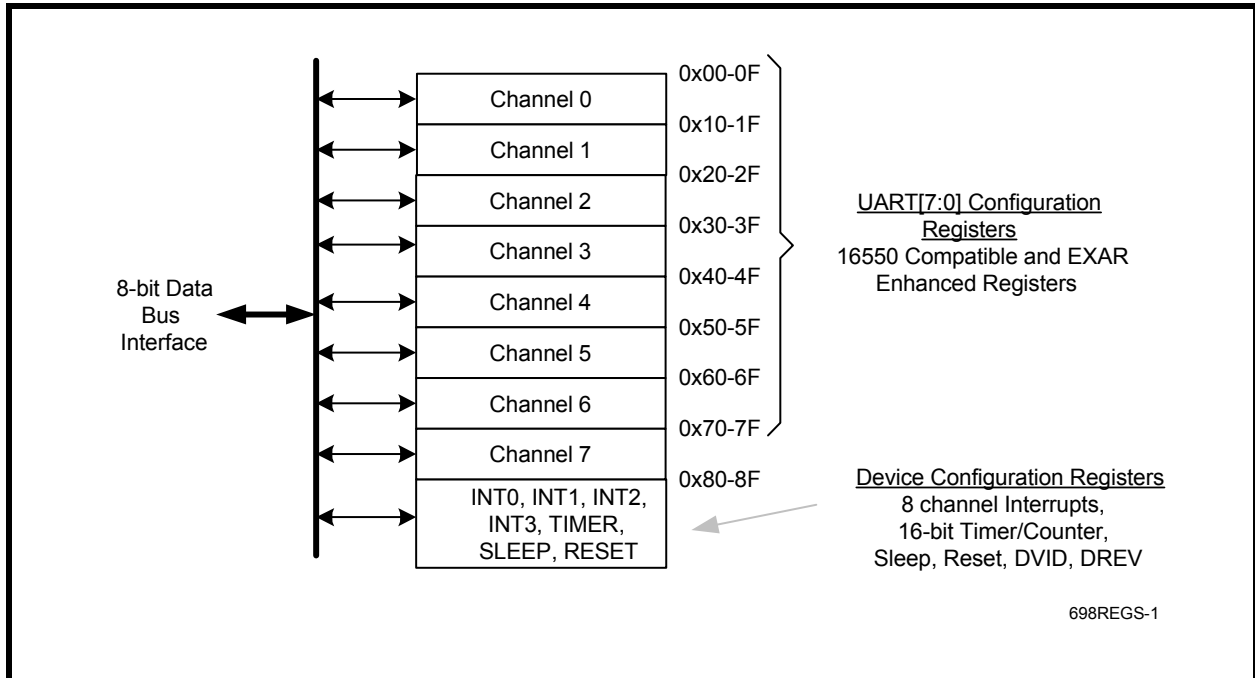 8-bit Data
Bus
Interface
0x00-0F
Channel 0
0x10-1F
Channel 1
0x20-2F
Channel 2
0x30-3F
Channel 3
0x40-4F
Channel 4
0x50-5F
Channel 5
0x60-6F
Channel 6
0x70-7F
Channel 7
0x80-8F
INT0, INT1, INT2,
INT3, TIMER,
SLEEP, RESET
UART[7:0] Configuration
Registers
16550 Compatible and EXAR
Enhanced Registers
Device Configuration Registers
8 channel Interrupts,
16-bit Timer/Counter,
Sleep, Reset, DVID, DREV
698REGS-1